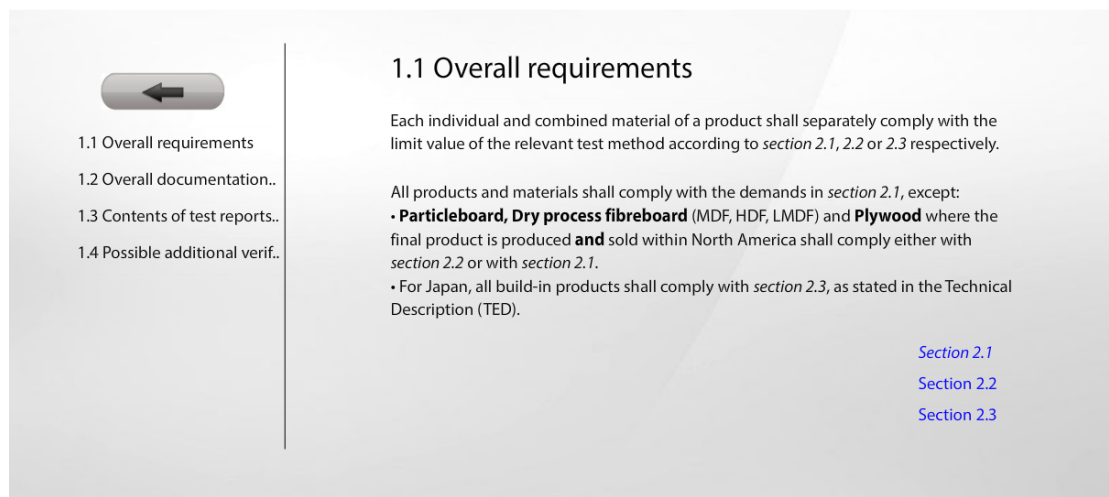 1.1 Overall requirements
1.2 Overall documentation..
1.3 Contents of test reports..
1.4 Possible additional verif..
1.1 Overall requirements
Each individual and combined material of a product shall separately comply with the
limit value of the relevant test method according to section 2.1, 2.2 or 2.3 respectively.
All products and materials shall comply with the demands in section 2.1, except:
• Particleboard, Dry process fibreboard (MDF, HDF, LMDF) and Plywood where the
final product is produced and sold within North America shall comply either with
section 2.2 or with section 2.1.
• For Japan, all build-in products shall comply with section 2.3, as stated in the Technical
Description (TED).
Section 2.1
Section 2.2
Section 2.3